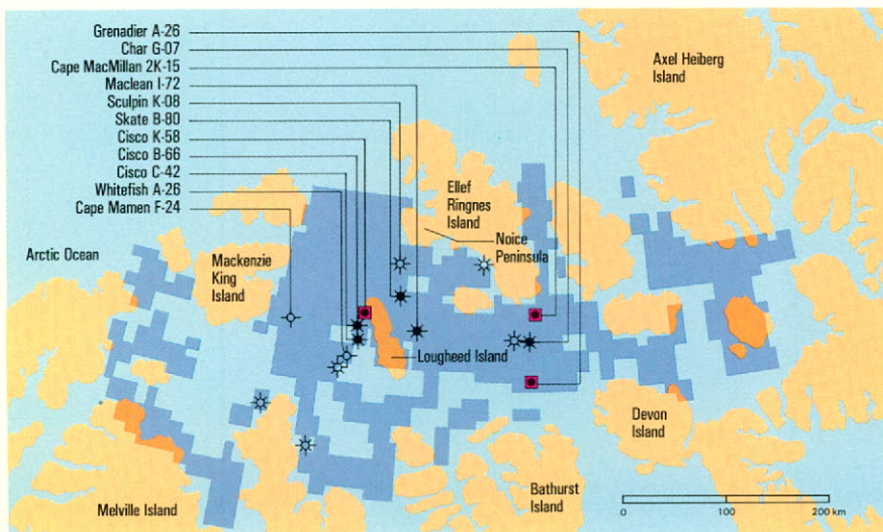 Grenadier A-26
Char G-07
Cape MacMillan 2K-15
Maclean I-72
Sculpin K-08
Skate B-80
Cisco K-58
Cisco B-66
Cisco C-42
Whitefish A-26
Cape Mamen F-24
Axel Heiberg
Island
Ellef
Ringnes
Island
Noice
Peninsula
Arctic Ocean
Mackenzie
King
Island
Lougheed Island
Devon
Island
Bathurst
Island
Melville Island
0
100
200 km